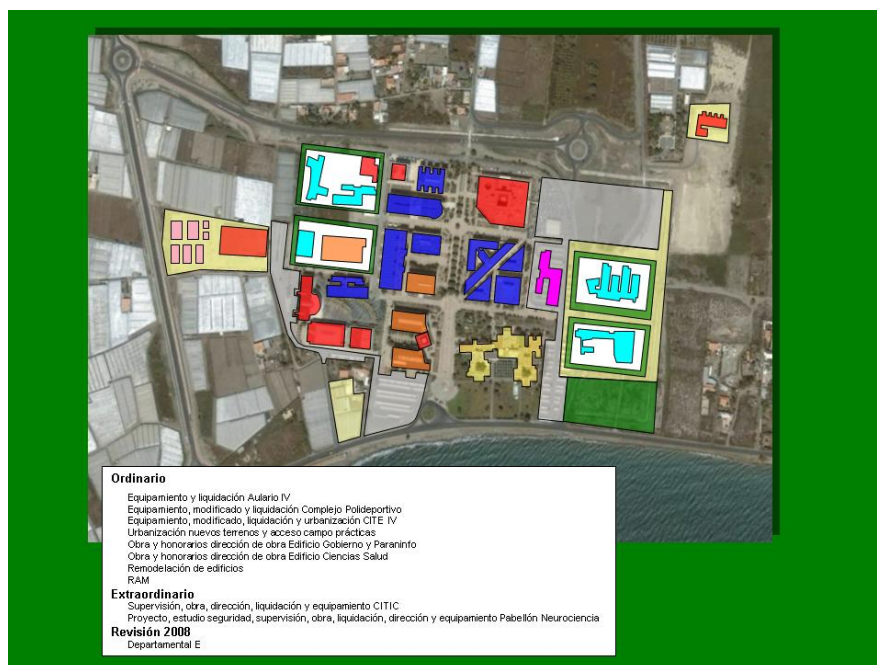 Ordinario
Equipamiento y liquidación Aulario IV
Equipamiento, modificado y liquidación Complejo Polideportivo
Equipamiento, modificado, liquidación y urbanización CITE IV
Urbanización nuevos terrenos y acceso campo prácticas
Obra y honorarios dirección de obra Edificio Gobierno y Paraninfo
Obra y honorarios dirección de obra Edificio Ciencias Salud
Remodelación de edificios
RAM
Extraordinario
Supervisión, obra, dirección, liquidación y equipamiento CITIC
Proyecto, estudio seguridad, supervisión, obra, liquidación, dirección y equipamiento Pabellón Neurociencia
Revisión 2008
Departamental E